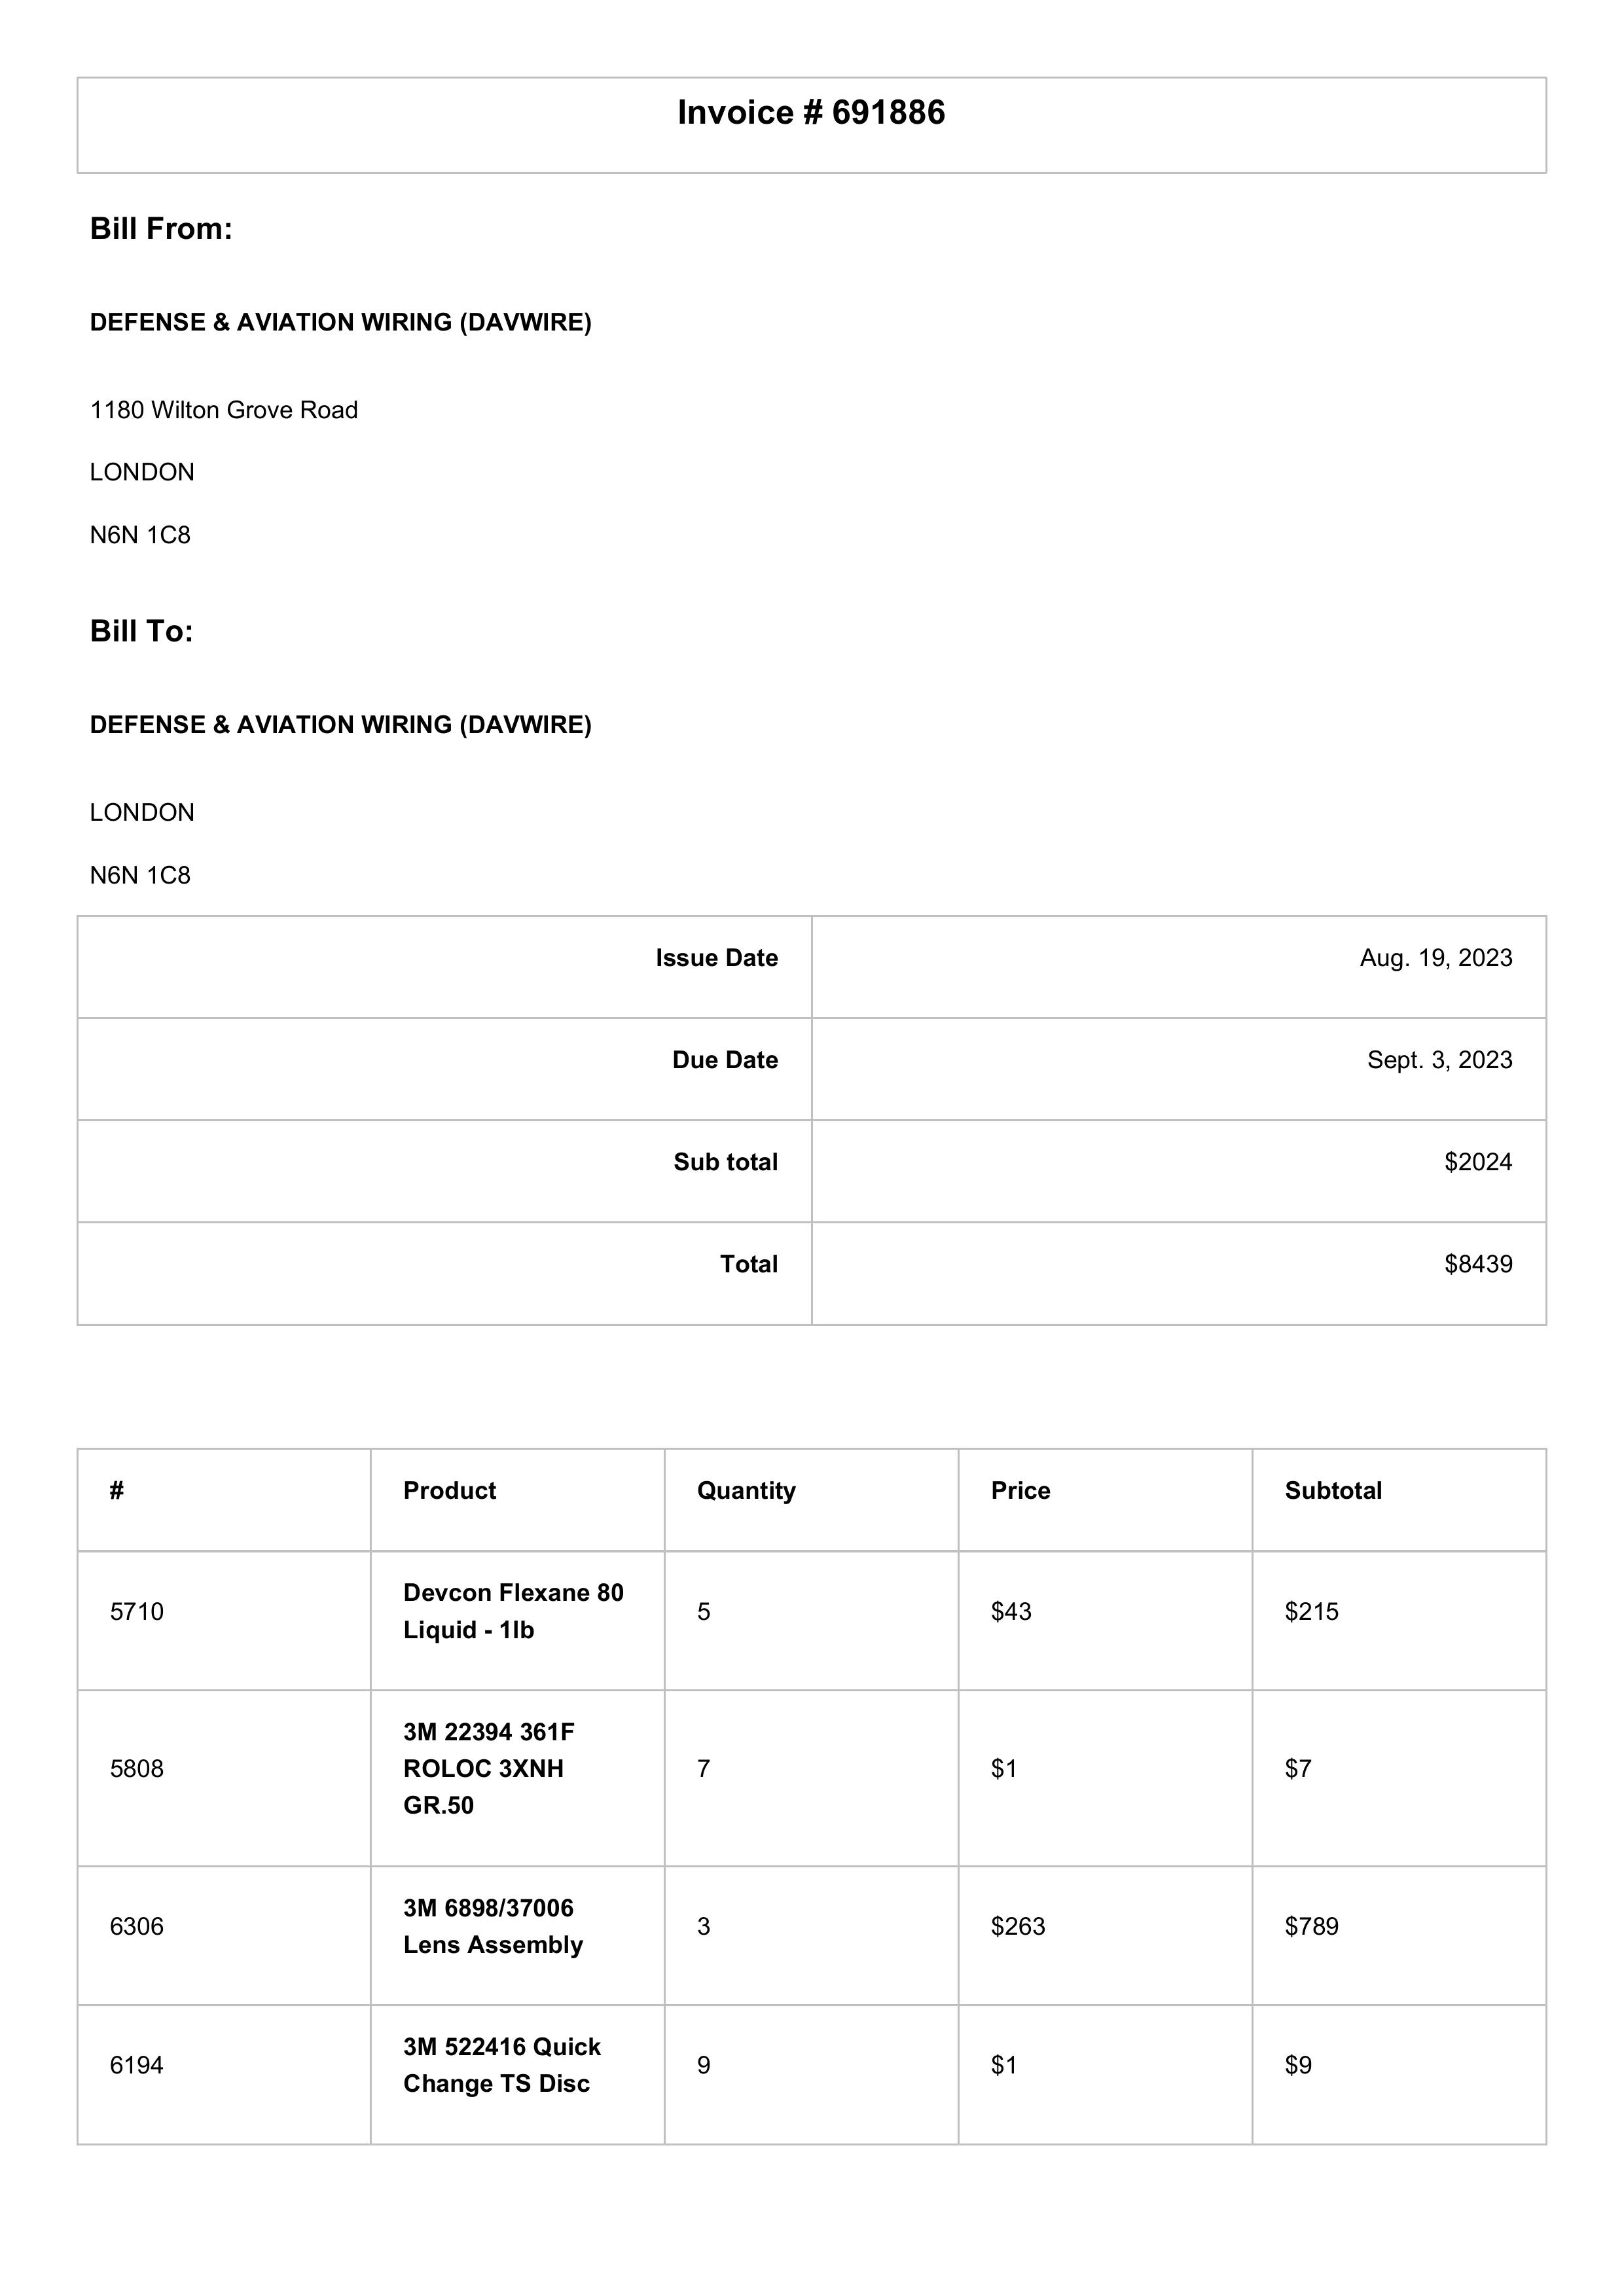 Invoice # 691886
Bill From:
DEFENSE & AVIATION WIRING (DAVWIRE)
1180 Wilton Grove Road
LONDON
N6N 1C8
Bill To:
DEFENSE & AVIATION WIRING (DAVWIRE)
LONDON
N6N 1C8
Issue Date Aug. 19, 2023
Due Date Sept. 3, 2023
Sub total $2024
Total $8439
# Product Quantity Price Subtotal
Devcon Flexane 80
5710 5 $43 $215
Liquid - 1lb
3M 22394 361F
5808 ROLOC 3XNH 7 $1 $7
GR.50
3M 6898/37006
6306 3 $263 $789
Lens Assembly
3M 522416 Quick
6194 9 $1 $9
Change TS Disc